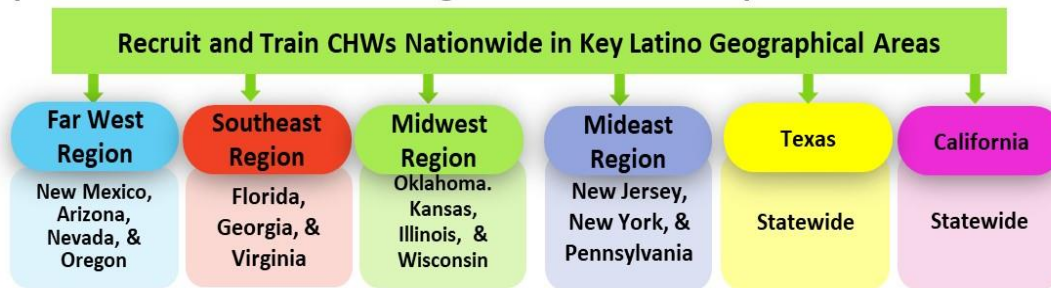 Recruit and Train CHWs Nationwide in Key Latino Geographical Areas
Far West
Region
New Mexico,
Arizona,
Nevada, &
Oregon
Southeast
Region
Florida,
Georgia, &
Virginia
Midwest
Region
Oklahoma.
Kansas,
Illinois, &
Wisconsin
Mideast
Region
New Jersey,
New York, &
Pennsylvania
Texas
Statewide
California
Statewide